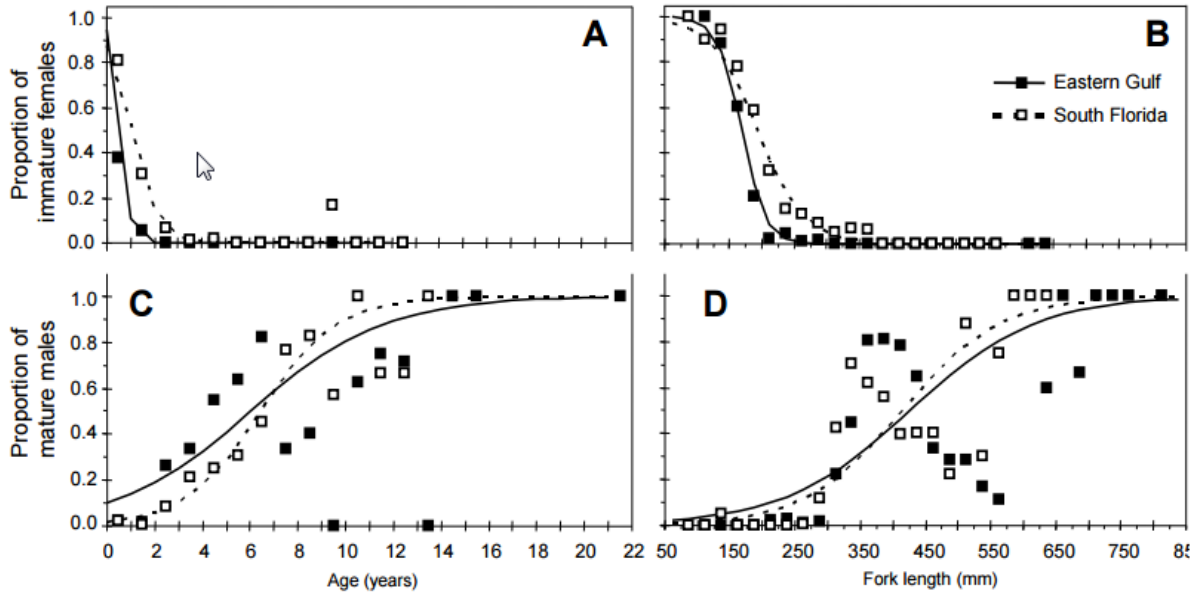 Proportion of
immature females
1.0
0.8
0.6
0.4
0.2
0.0
A
B
Eastern Gulf
South Florida
Proportion of
mature males
1.0
0.8
0.6
0.4
0.2
0.0
C
D
0 2 4 6 8 10 12 14 16 18 20 22
50 150 250 350 450 550 650 750 85
Age (years)
Fork length (mm)